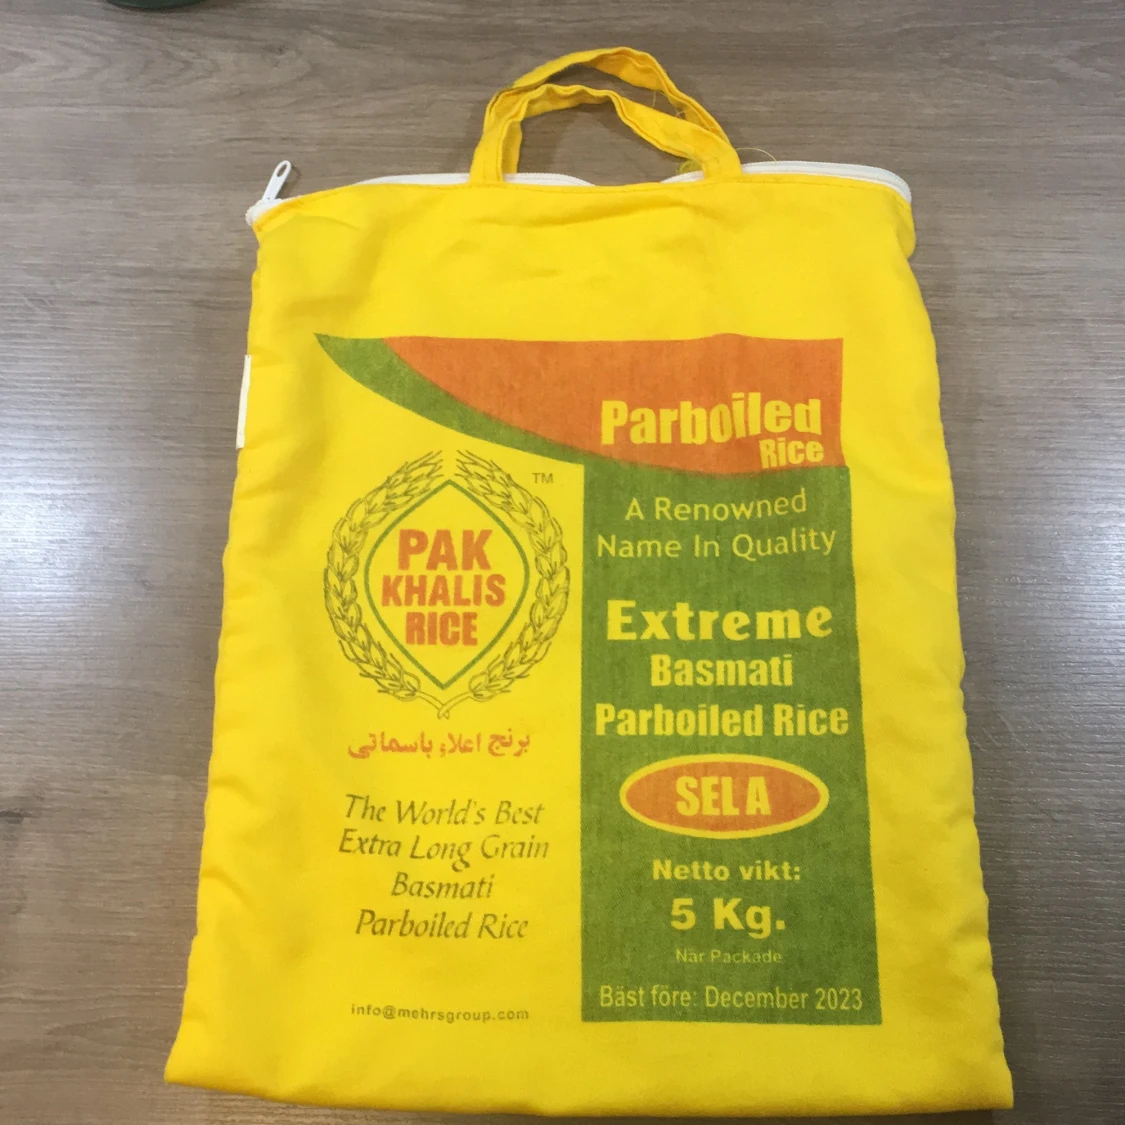 Parboiled
Rice
TM
PAK
KHALIS
RICE
برنج اعلاء باسماتی
The World's Best
Extra Long Grain
Basmati
Parboiled Rice
info@mehrsgroup.com
A Renowned
Name In Quality
Extreme
Basmati
Parboiled Rice
SELA
Netto vikt:
5 Kg.
När Packade
Bäst före: December 2023